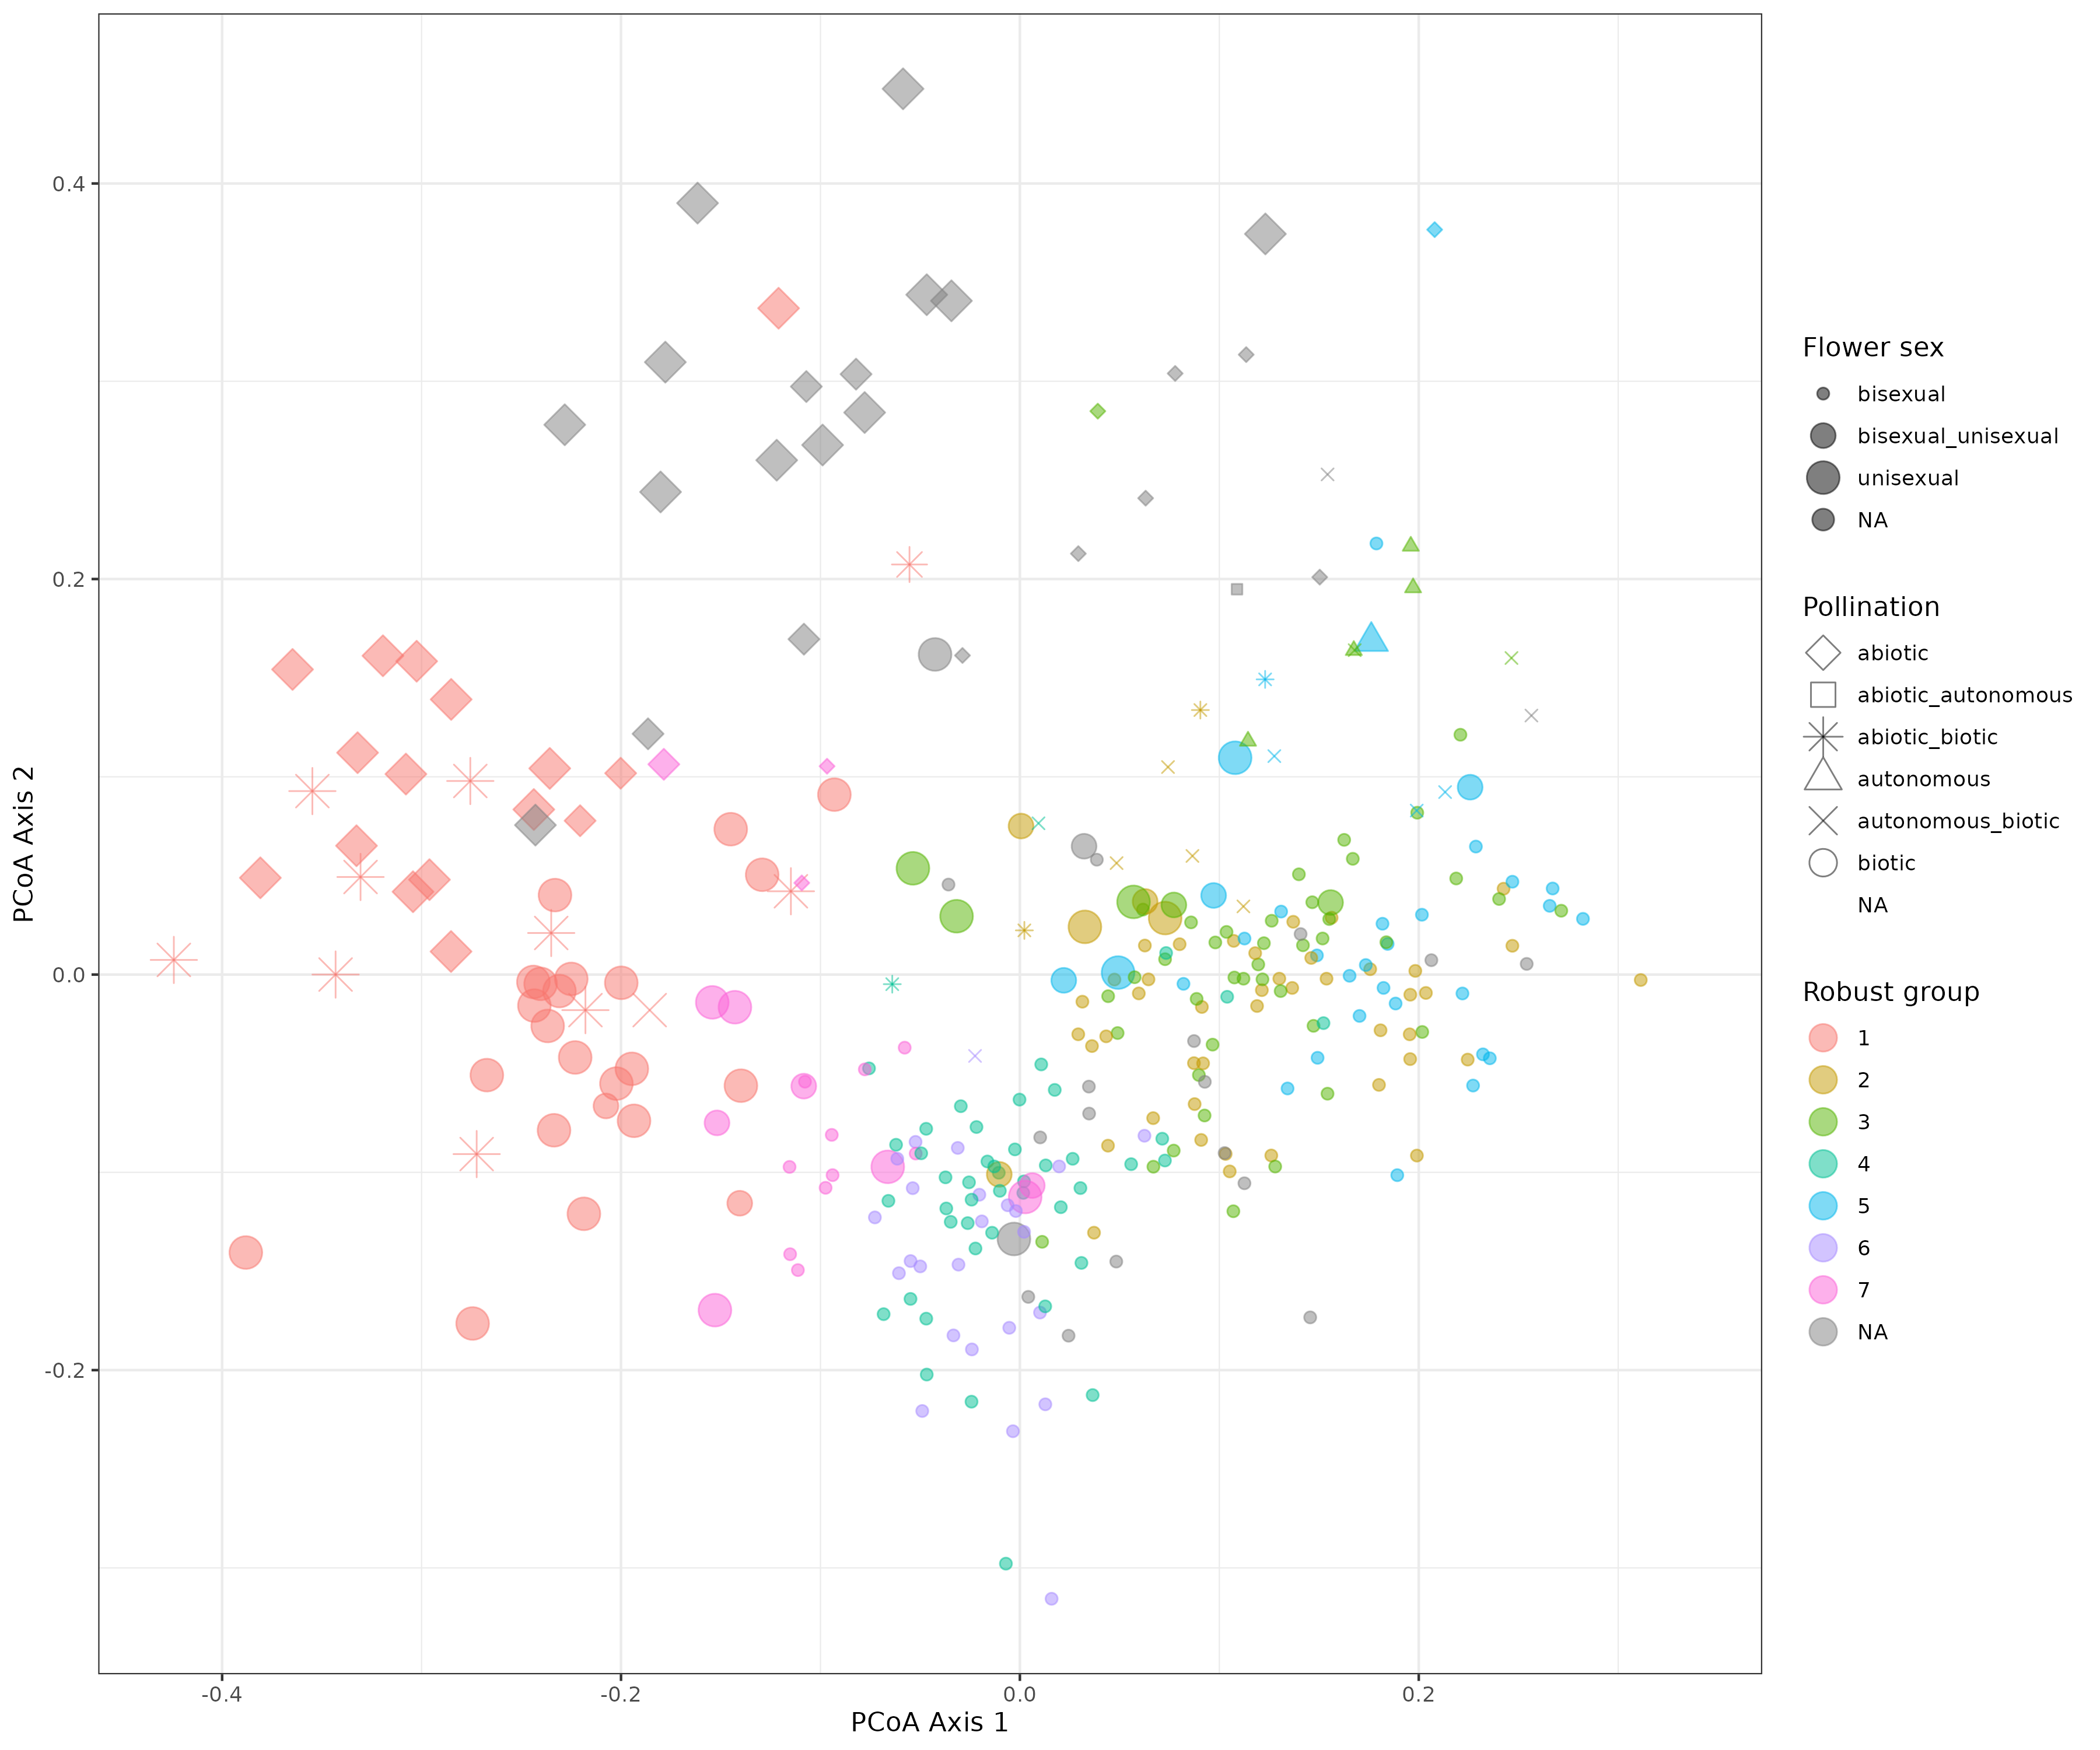 0.4
0.2
0.0
-0.2
-0.4
-0.2
0.0
0.2
PCoA Axis 1
PCoA Axis 2
Flower sex
bisexual
bisexual_unisexual
unisexual
NA
Pollination
abiotic
abiotic_autonomous
abiotic_biotic
autonomous
autonomous_biotic
biotic
NA
Robust group
1
2
3
4
5
6
7
NA